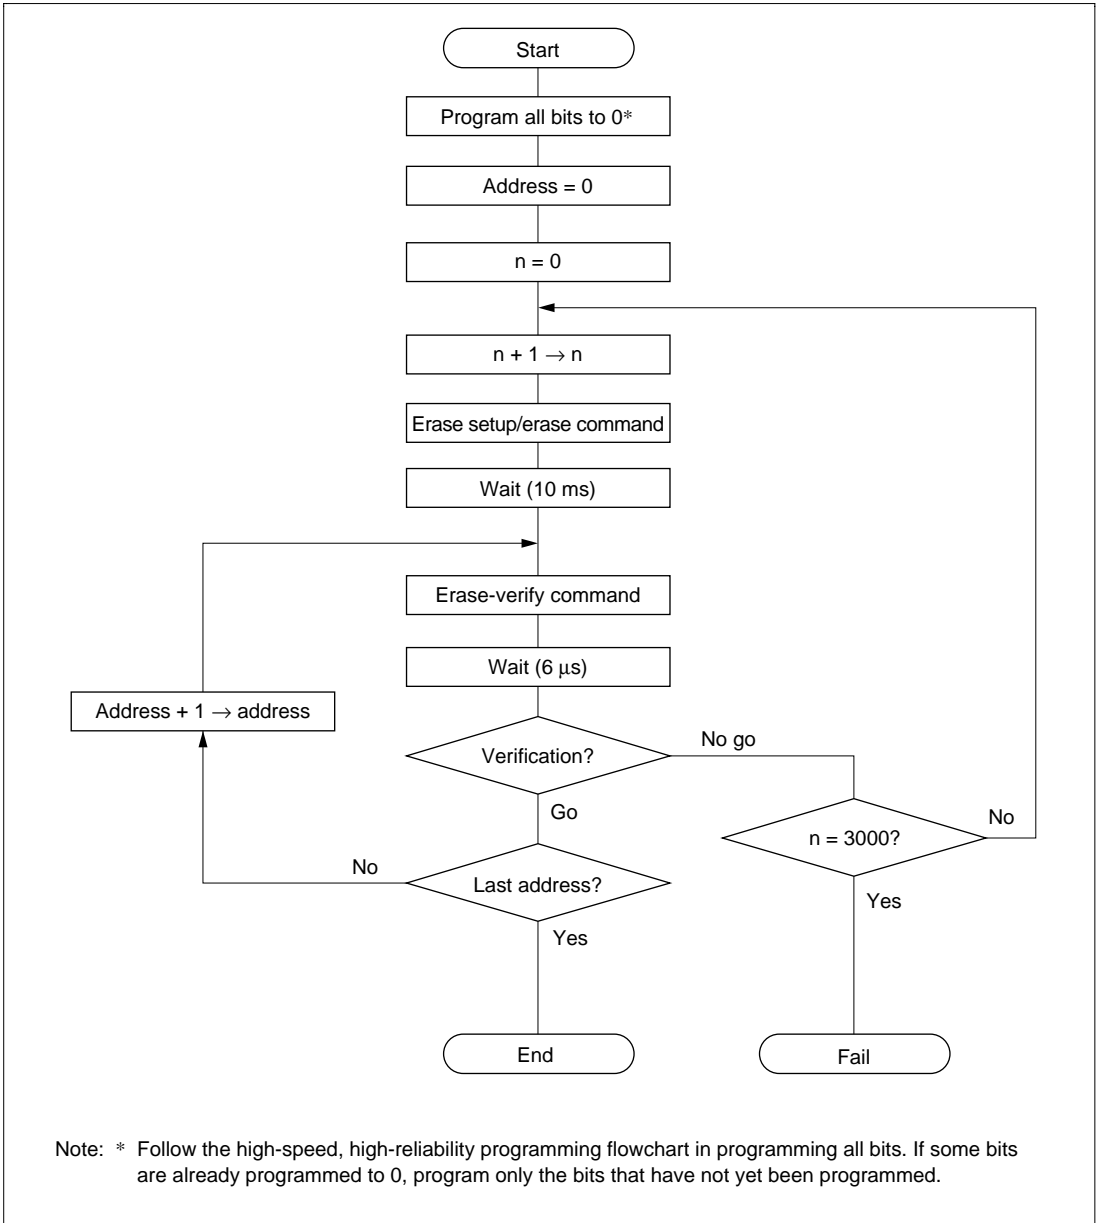 Start
Program all bits to 0*
Address = 0
n = 0
n + 1 → n
Erase setup/erase command
Wait (10 ms)
Erase-verify command
Wait (6 μs)
Address + 1 → address
Verification?
No go
Go
n = 3000?
No
Last address?
No
Yes
Yes
End
Fail
Note: * Follow the high-speed, high-reliability programming flowchart in programming all bits. If some bits
are already programmed to 0, program only the bits that have not yet been programmed.